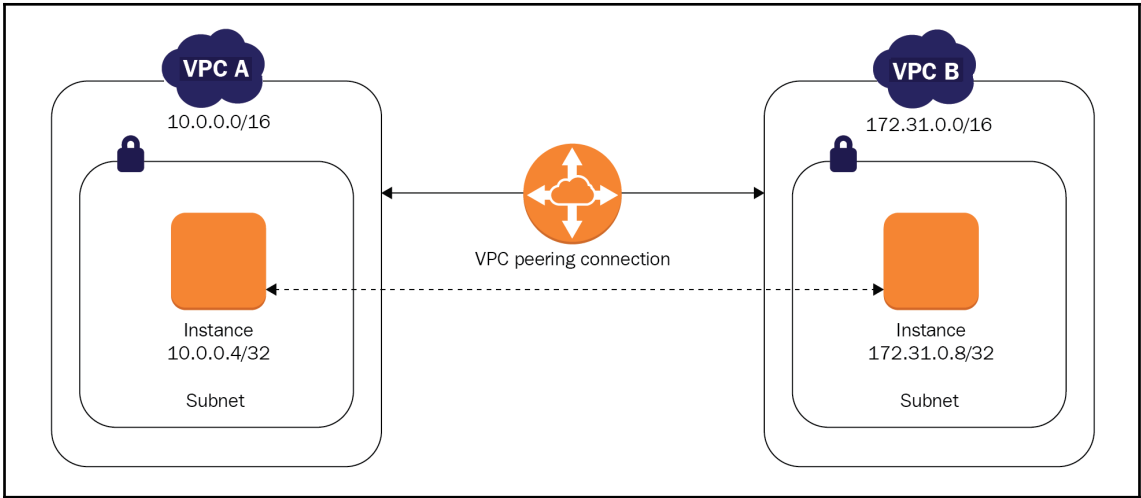 VPC A
10.0.0.0/16
Instance
10.0.0.4/32
Subnet
VPC peering connection
VPC B
172.31.0.0/16
Instance
172.31.0.8/32
Subnet